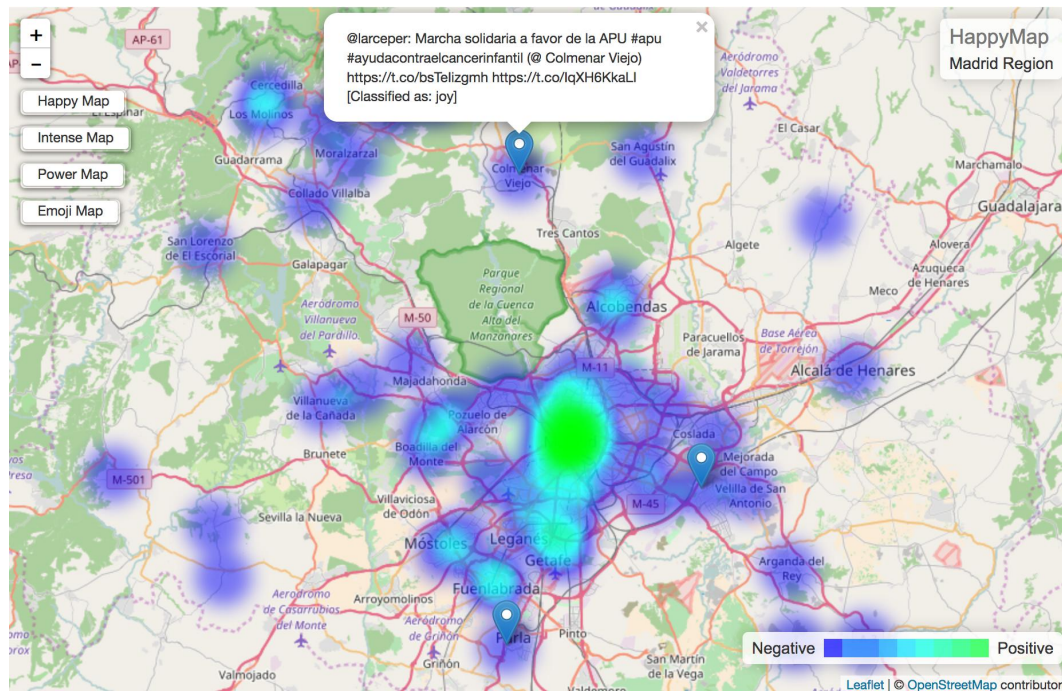 +
−
Happy Map
Intense Map
Power Map
Emoji Map
@larceper: Marcha solidaria a favor de la APU #apu
#ayudacontraelcancerinfantil (@ Colmenar Viejo)
https://t.co/bsTelizgmh https://t.co/IqXH6KkaLl
[Classified as: joy]
×
HappyMap
Madrid Region
AP-61
El Espinar
Cercedilla
Los Molinos
Guadarrama
Moralzarzal
Collado Villalba
San Lorenzo
de El Escorial
Galapagar
Colmenar
Viejo
San Agustín
del Guadalix
Aeródromo
Valdetorres
del Jarama
El Casar
Marchamalo
Guadalajara
Tres Cantos
Algete
Alovera
Azuqueca
de Henares
Meco
Parque
Regional
de la Cuenca
Alta del
Manzanares
Alcobendas
Aeródromo
Villanueva
del Pardillo
M-50
Paracuellos
de Jarama
Base Aérea
de Torrejón
M-11
Alcalá de Henares
Majadahonda
Villanueva
de la Cañada
Pozuelo de
Alarcón
Boadilla del
Monte
Brunete
Coslada
Mejorada
del Campo
Velilla de San
Antonio
M-501
M-45
Villaviciosa
de Odón
Sevilla la Nueva
Móstoles
Leganés
Getafe
Arganda del
Rey
Fuenlabrada
Arroyomolinos
Aeródromo
de Casarrubios
del Monte
Aeródromo
de Griñón
Parla
Pinto
Griñón
San Martín
de la Vega
Valmojado
Valdemoro
Negative
Positive
Leaflet | © OpenStreetMap contributor